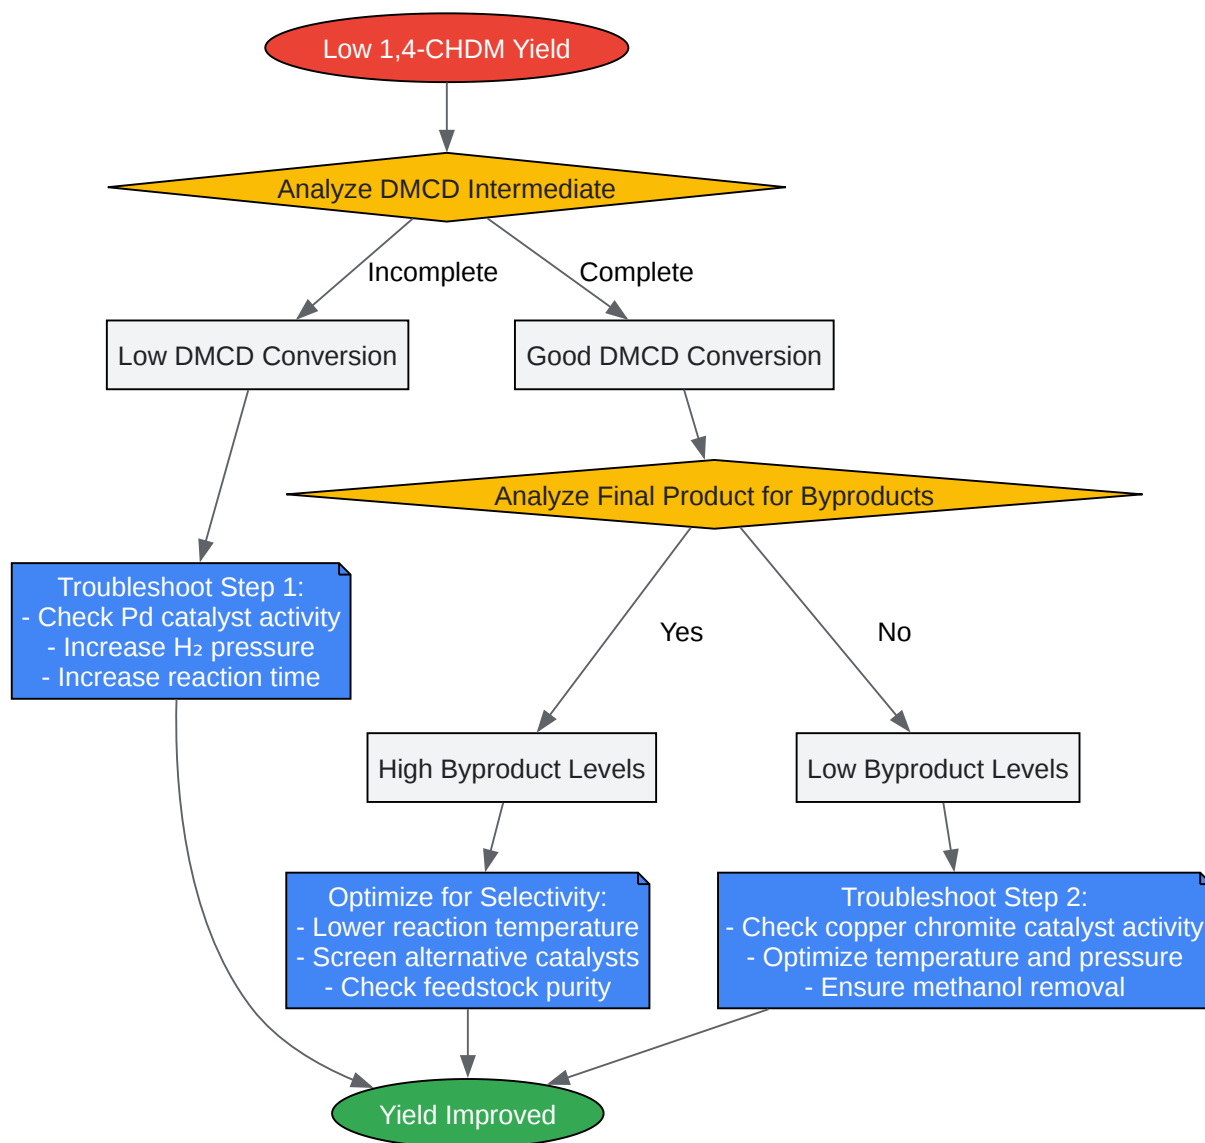 Low 1,4-CHDM Yield
Analyze DMCD Intermediate
Incomplete
Complete
Low DMCD Conversion
Good DMCD Conversion
Analyze Final Product for Byproducts
Troubleshoot Step 1:
- Check Pd catalyst activity
- Increase H₂ pressure
- Increase reaction time
Yes
No
High Byproduct Levels
Low Byproduct Levels
Optimize for Selectivity:
- Lower reaction temperature
- Screen alternative catalysts
- Check feedstock purity
Troubleshoot Step 2:
- Check copper chromite catalyst activity
- Optimize temperature and pressure
- Ensure methanol removal
Yield Improved